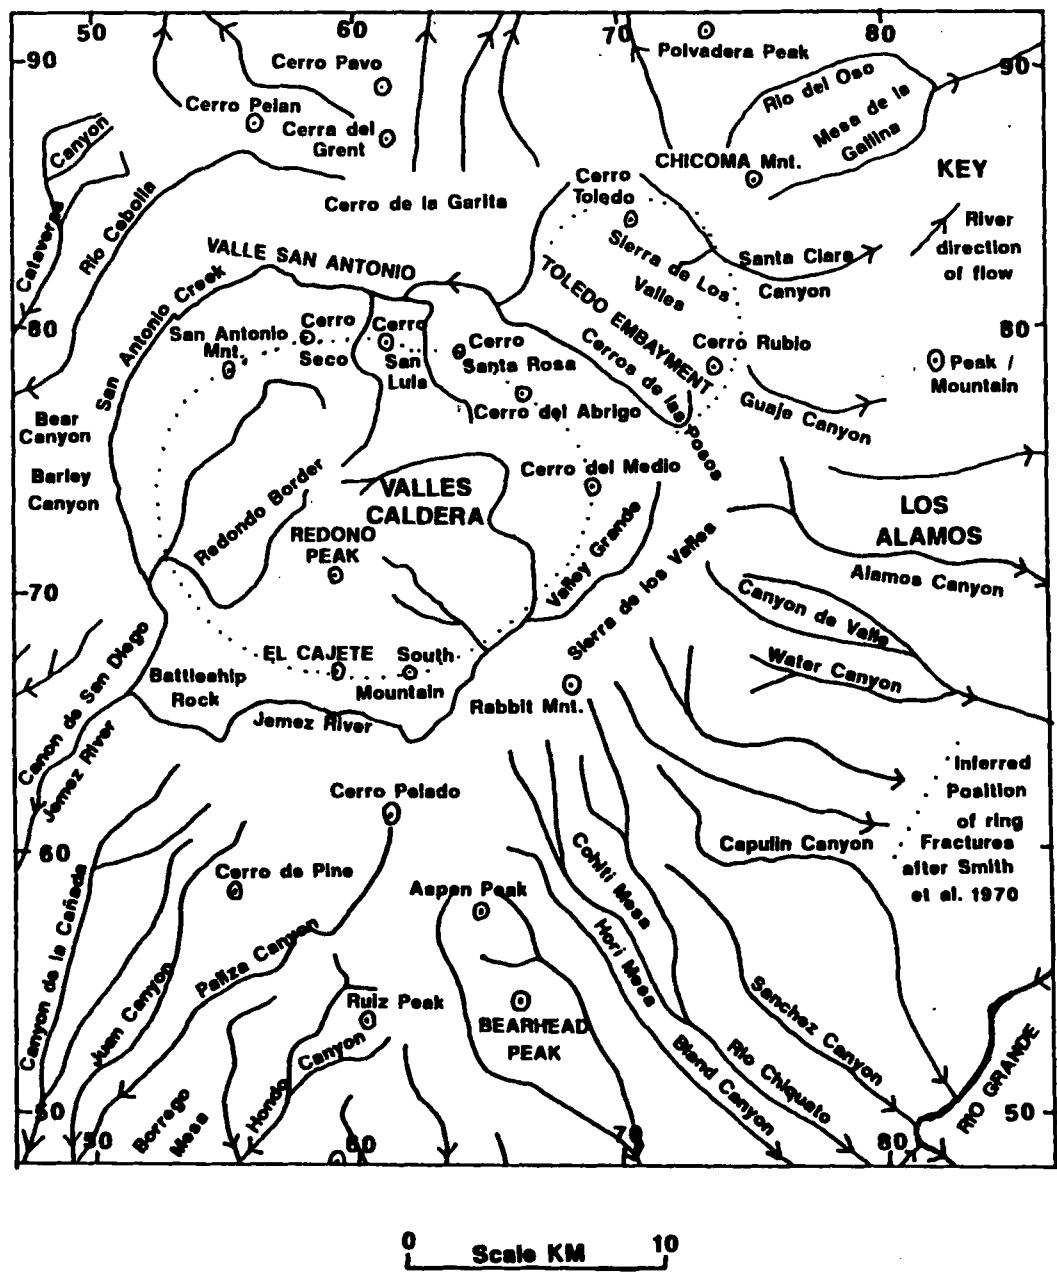 50
60
70
80
90
90
Cerro Pavo
Polvadera Peak
Rio del Oso
Mesa de la
Gallina
Cerro Pelan
Cerra del
Grent
Canyon
CHICOMA Mnt.
KEY
River
direction
of flow
Peak /
Mountain
Cerro
Toledo
Cerro de la Garita
Rio Cebolla
VALLE SAN ANTONIO
Sierra de Los
Valles
Santa Clara
Canyon
TOLEDO EMBAYMENT
80
80
San Antonio Creek
San Antonio
Mnt.
Cerro
Seco
Cerro
San
Luis
Cerro
Santa Rosa
Cerros de las Posos
Cerro Rubio
Cerro del Abrigo
Guaje Canyon
Bear
Canyon
Barley
Canyon
Cerro del Medio
VALLES
CALDERA
Redondo Border
REDONO
PEAK
Valley Grande
Sierra de los Valles
LOS
ALAMOS
Alamos Canyon
70
Canyon de Valle
Water Canyon
Canon de San Diego
Jemez River
EL CAJETE
South
Mountain
Battleship
Rock
Jemez River
Rabbit Mnt.
Inferred
Position
of ring
Fractures
after Smith
et al. 1970
Cerro Pelado
Capulin Canyon
60
Cerro de Pine
Aspen Peak
Cohiti Mesa
Hori Mesa
Canyon de la Cañada
Juan Canyon
Paliza Canyon
Ruiz Peak
BEARHEAD
PEAK
Sanchez Canyon
Bland Canyon
Rio Chiqueto
RIO GRANDE
Hondo Canyon
Borrego
Mesa
50
50
50
60
70
80
0
10
Scale KM